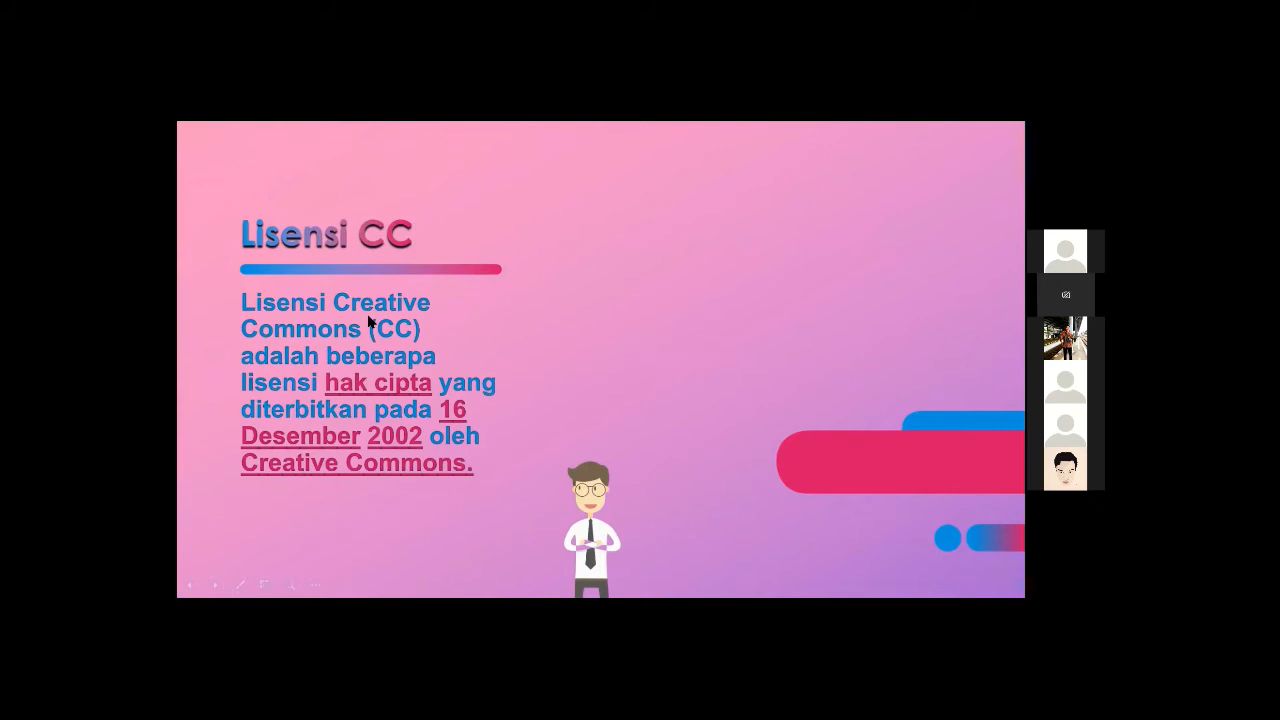 Lisensi CC
Lisensi Creative
Commons (CC)
adalah beberapa
lisensi hak cipta yang
diterbitkan pada 16
Desember 2002 oleh
Creative Commons.